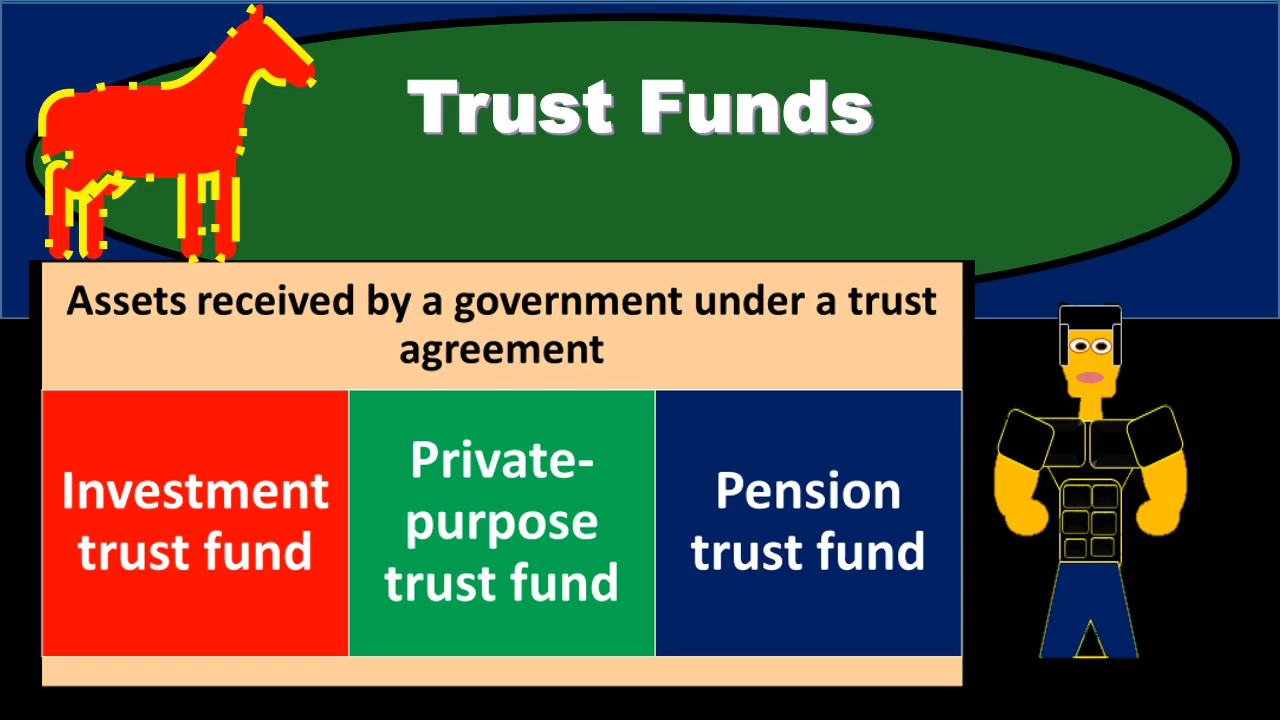 Trust Funds
Assets received by a government under a trust
agreement
Investment
trust fund
Private-
purpose
trust fund
Pension
trust fund